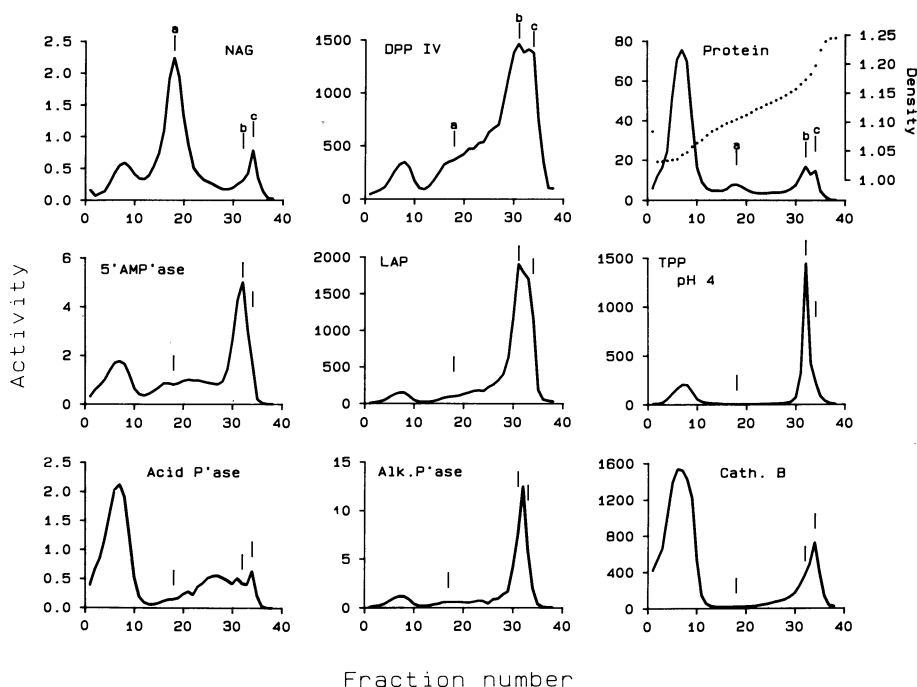 NAG
a
b
c
2.5
2.0
1.5
1.0
0.5
0.0
0 10 20 30 40
DPP IV
a
b
c
1500
1000
500
0
0 10 20 30 40
Protein
a
b
c
80
60
40
20
0
0 10 20 30 40
1.25
1.20
1.15
1.10
1.05
1.00
Density
Activity
5'AMP'ase
6
4
2
0
0 10 20 30 40
LAP
2000
1500
1000
500
0
0 10 20 30 40
TPP
pH 4
1500
1000
500
0
0 10 20 30 40
Acid P'ase
2.5
2.0
1.5
1.0
0.5
0.0
0 10 20 30 40
Alk.P'ase
15
10
5
0
0 10 20 30 40
Cath. B
1600
1200
800
400
0
0 10 20 30 40
Fraction number